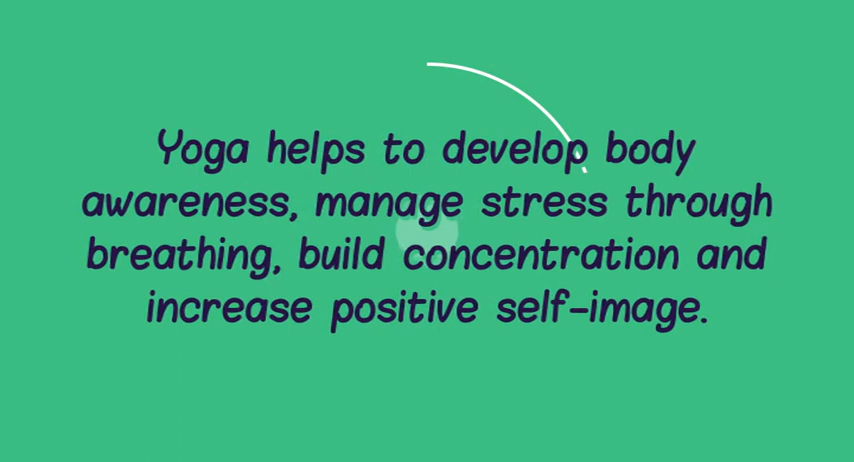 Yoga helps to develop body
awareness, manage stress through
breathing, build concentration and
increase positive self-image.